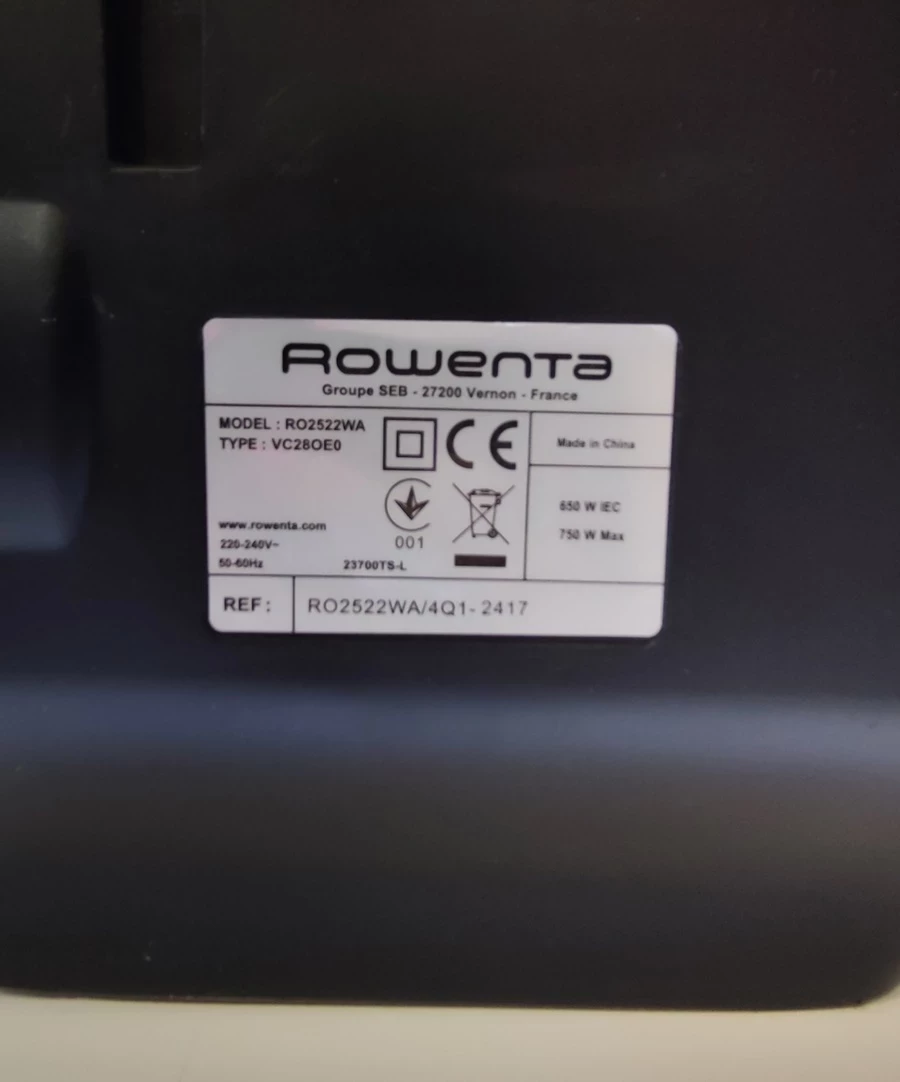 Rowenta
Groupe SEB - 27200 Vernon - France
MODEL : RO2522WA
TYPE : VC28OE0
CE
Made in China
650 W IEC
750 W Max
001
www.rowenta.com
220-240V~
50-60Hz
23700TS-L
REF :
RO2522WA/4Q1- 2417